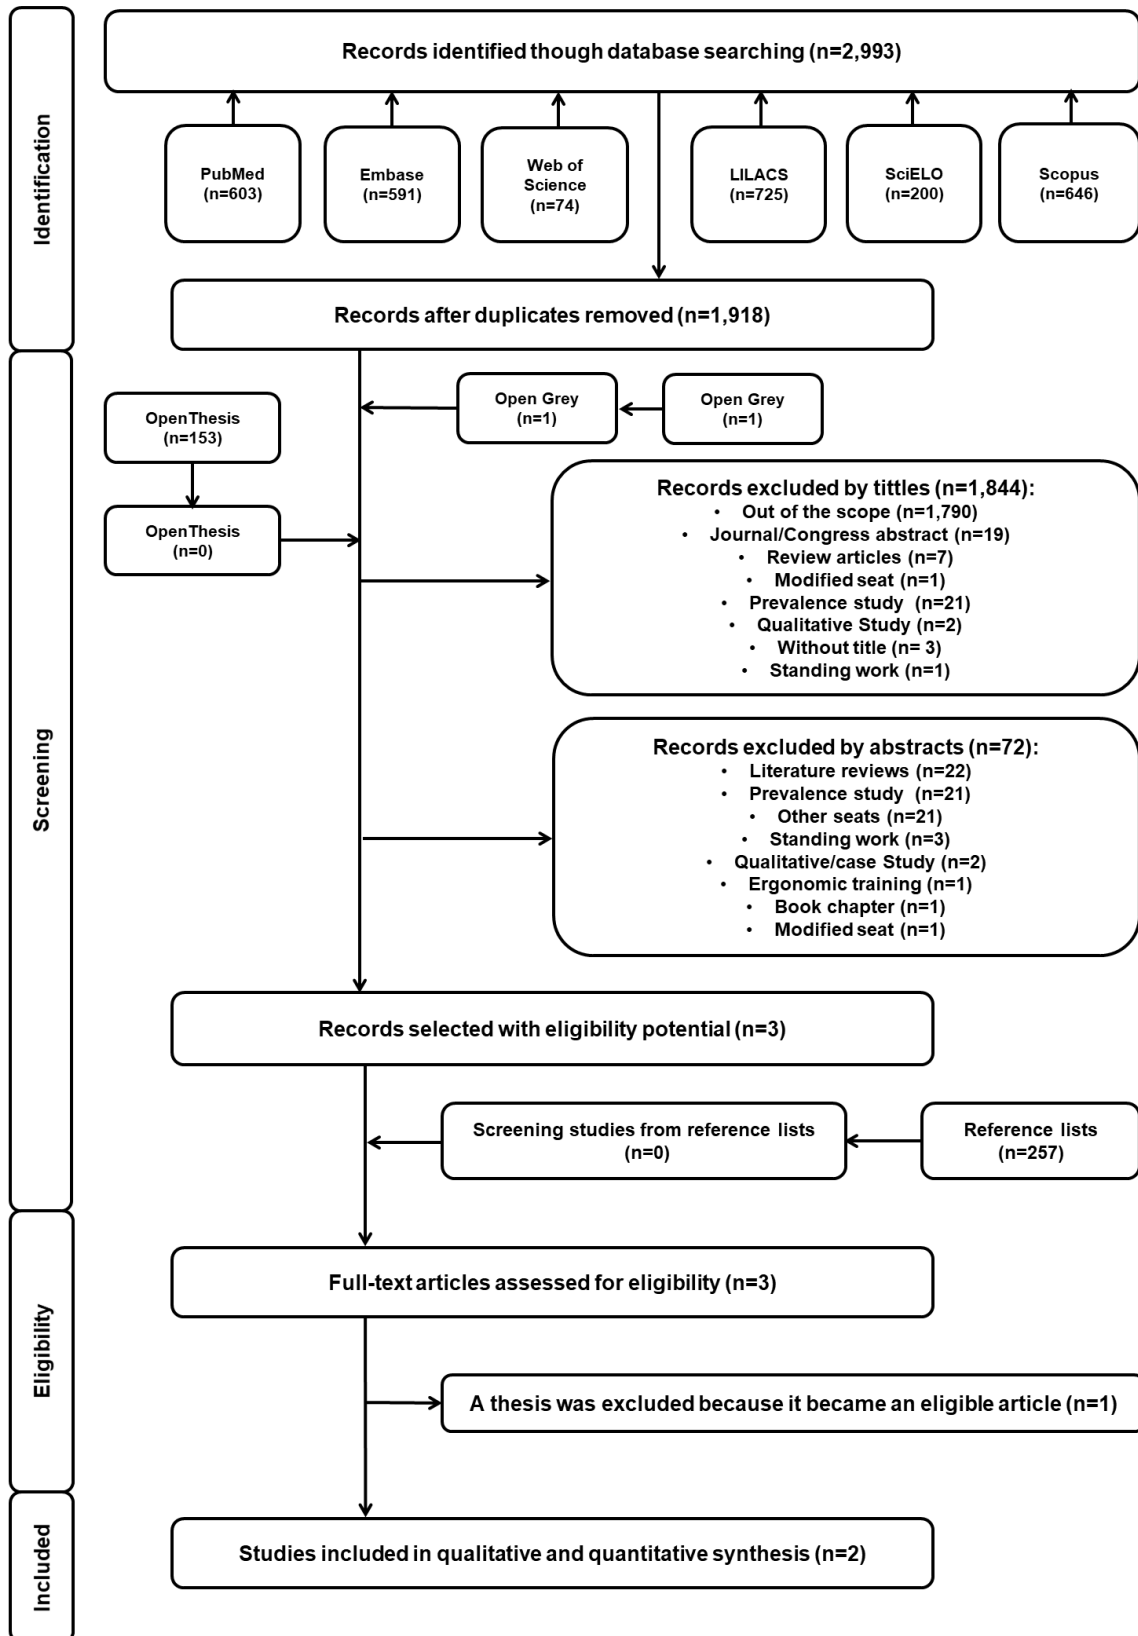 Identification
Records identified though database searching (n=2,993)
PubMed
(n=603)
Embase
(n=591)
Web of
Science
(n=74)
LILACS
(n=725)
SciELO
(n=200)
Scopus
(n=646)
Records after duplicates removed (n=1,918)
Screening
OpenThesis
(n=153)
Open Grey
(n=1)
Open Grey
(n=1)
OpenThesis
(n=0)
Records excluded by tittles (n=1,844):
• Out of the scope (n=1,790)
• Journal/Congress abstract (n=19)
• Review articles (n=7)
• Modified seat (n=1)
• Prevalence study (n=21)
• Qualitative Study (n=2)
• Without title (n= 3)
• Standing work (n=1)
Records excluded by abstracts (n=72):
• Literature reviews (n=22)
• Prevalence study (n=21)
• Other seats (n=21)
• Standing work (n=3)
• Qualitative/case Study (n=2)
• Ergonomic training (n=1)
• Book chapter (n=1)
• Modified seat (n=1)
Records selected with eligibility potential (n=3)
Screening studies from reference lists
(n=0)
Reference lists
(n=257)
Eligibility
Full-text articles assessed for eligibility (n=3)
A thesis was excluded because it became an eligible article (n=1)
Included
Studies included in qualitative and quantitative synthesis (n=2)